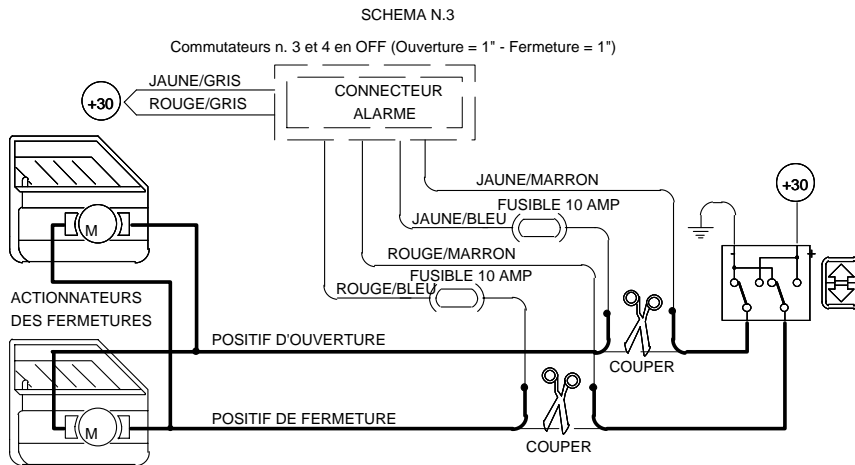 SCHEMA N.3
Commutateurs n. 3 et 4 en OFF (Ouverture = 1" - Fermeture = 1")
JAUNE/GRIS
+30
ROUGE/GRIS
CONNECTEUR
ALARME
JAUNE/MARRON
+30
FUSIBLE 10 AMP
JAUNE/BLEU
M
ROUGE/MARRON
- +
FUSIBLE 10 AMP
ROUGE/BLEU
ACTIONNATEURS
DES FERMETURES
POSITIF D'OUVERTURE
COUPER
POSITIF DE FERMETURE
M
COUPER